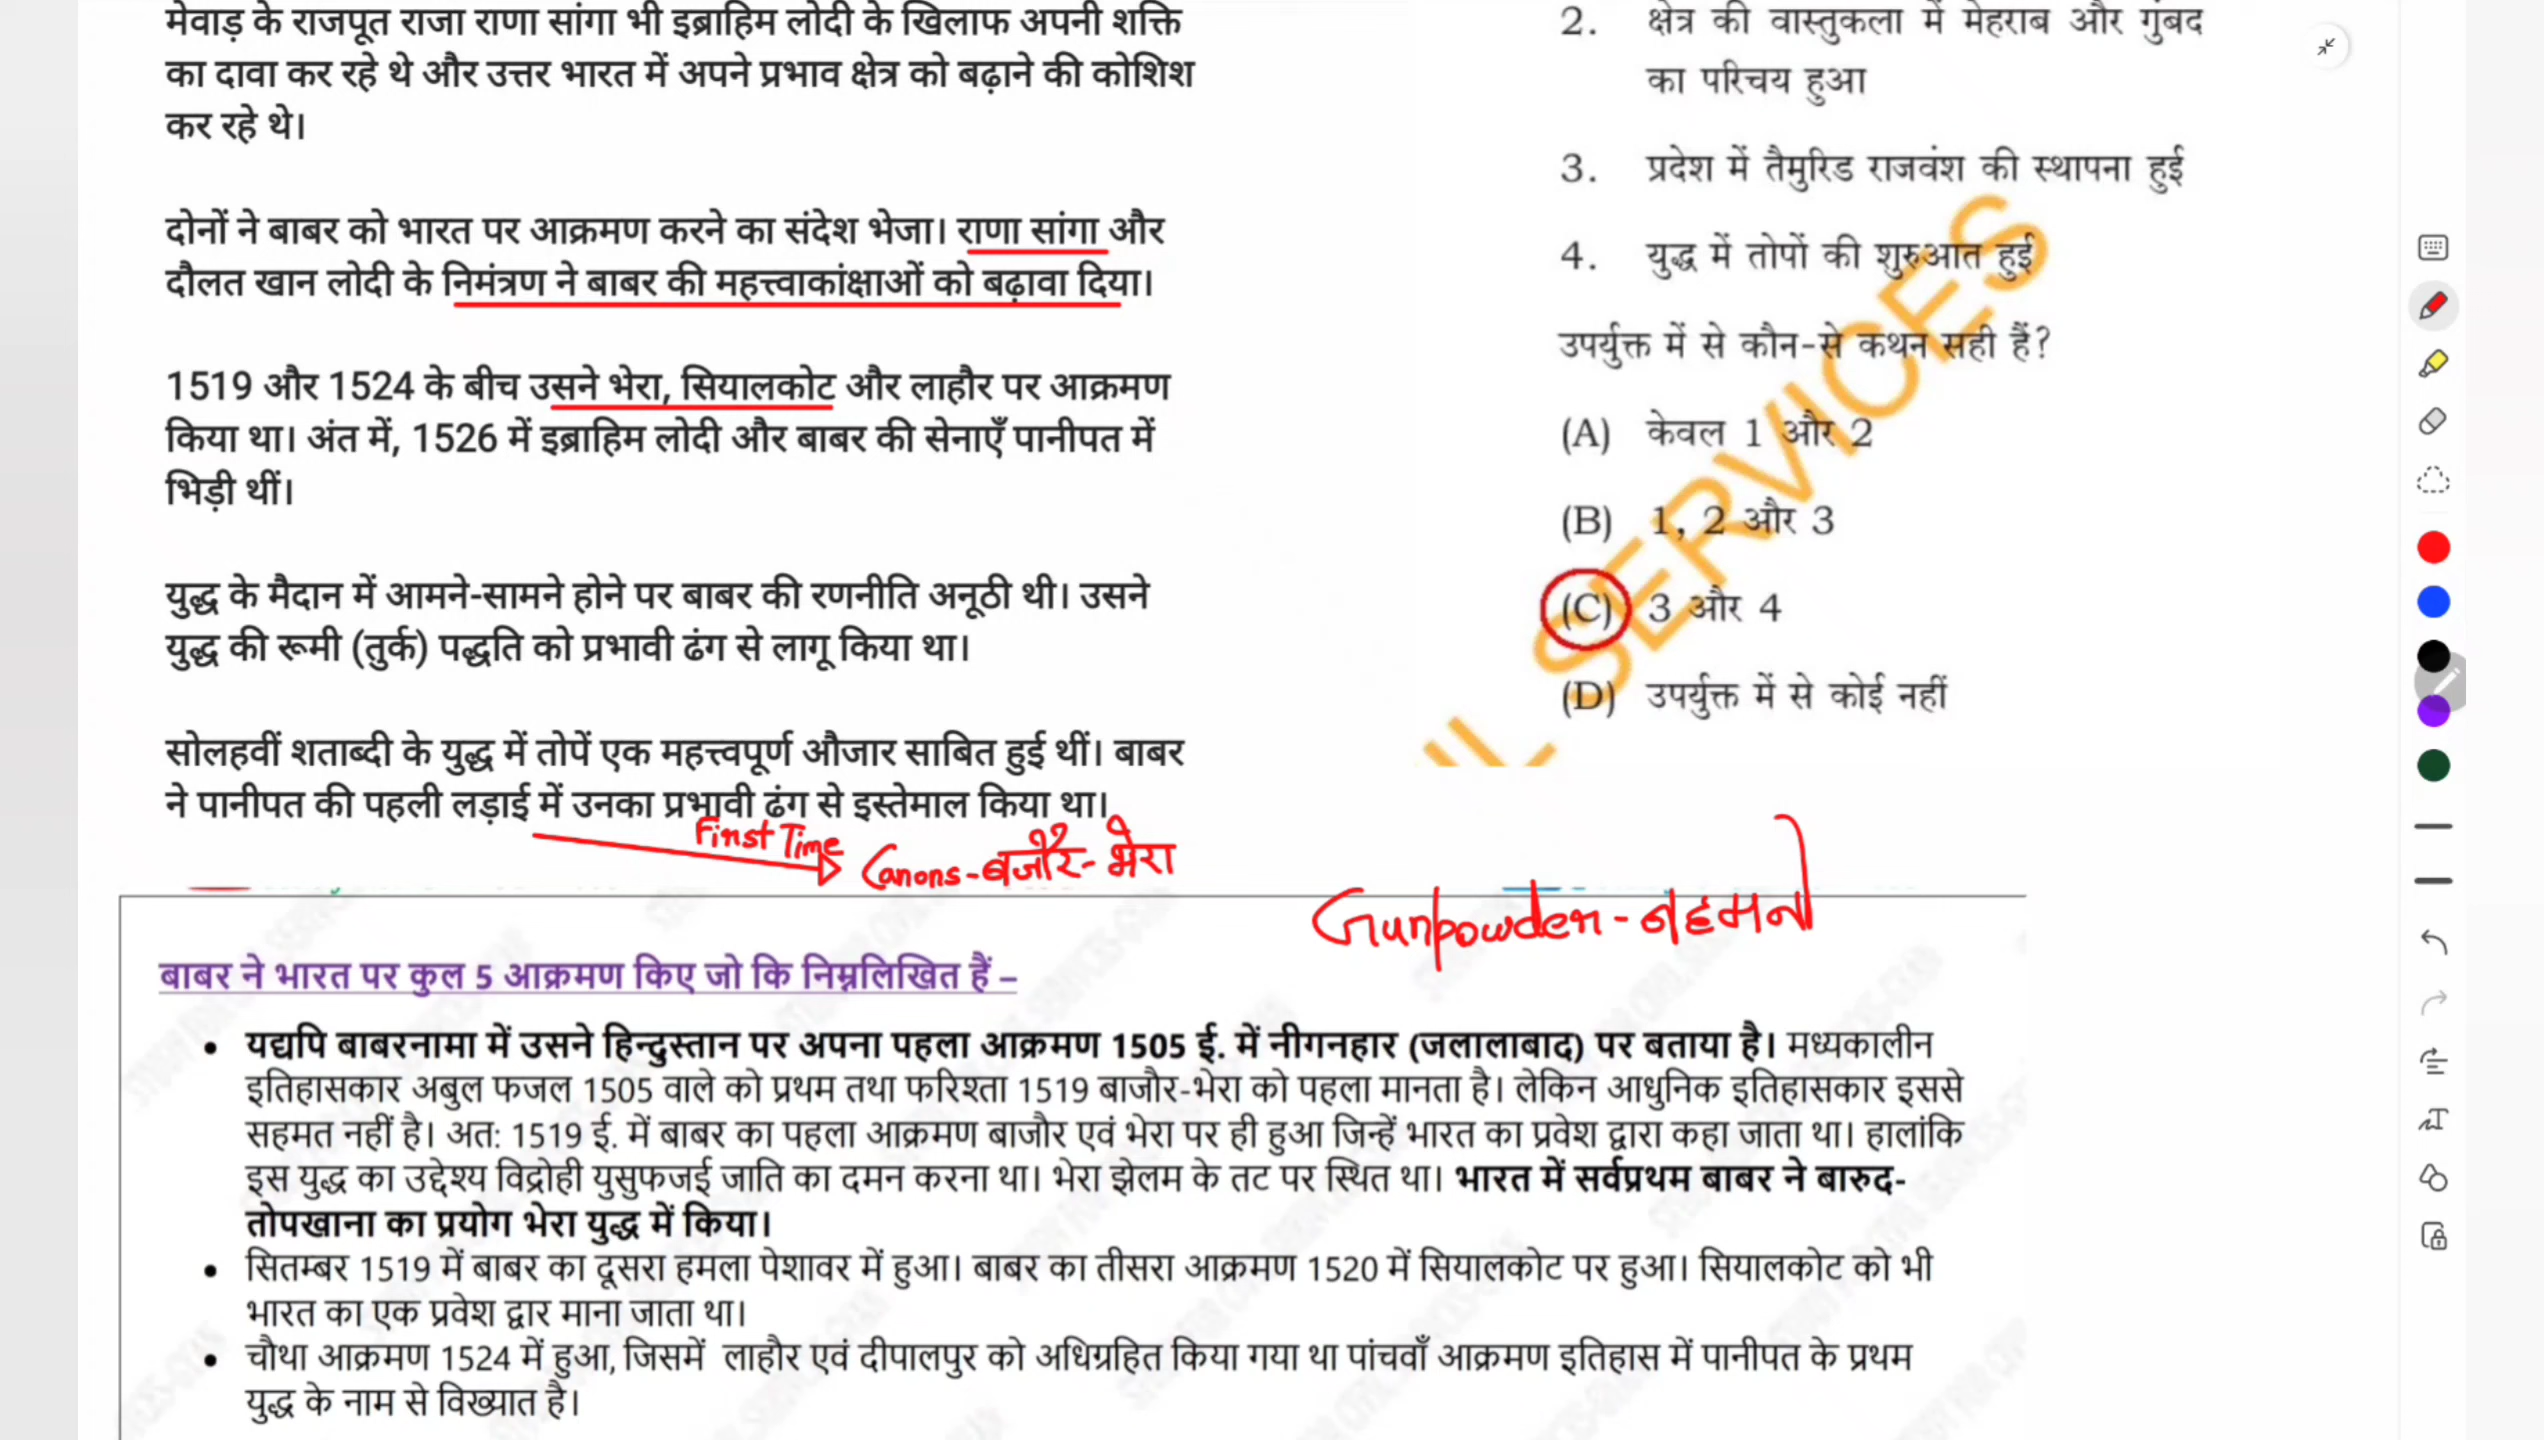 मेवाड़ के राजपूत राजा राणा सांगा भी इब्राहिम लोदी के खिलाफ अपनी शक्ति
का दावा कर रहे थे और उत्तर भारत में अपने प्रभाव क्षेत्र को बढ़ाने की कोशिश
कर रहे थे।
दोनों ने बाबर को भारत पर आक्रमण करने का संदेश भेजा। राणा सांगा और
दौलत खान लोदी के निमंत्रण ने बाबर की महत्त्वाकांक्षाओं को बढ़ावा दिया।
1519 और 1524 के बीच उसने भेरा, सियालकोट और लाहौर पर आक्रमण
किया था। अंत में, 1526 में इब्राहिम लोदी और बाबर की सेनाएँ पानीपत में
भिड़ी थीं।
युद्ध के मैदान में आमने-सामने होने पर बाबर की रणनीति अनूठी थी। उसने
युद्ध की रूमी (तुर्क) पद्धति को प्रभावी ढंग से लागू किया था।
सोलहवीं शताब्दी के युद्ध में तोपें एक महत्त्वपूर्ण औजार साबित हुई थीं। बाबर
ने पानीपत की पहली लड़ाई में उनका प्रभावी ढंग से इस्तेमाल किया था।
First Time
Canons-बजौर-भेरा
2. क्षेत्र की वास्तुकला में मेहराब और गुंबद
का परिचय हुआ
3. प्रदेश में तैमुरिड राजवंश की स्थापना हुई
4. युद्ध में तोपों की शुरुआत हुई
उपर्युक्त में से कौन-से कथन सही हैं?
(A) केवल 1 और 2
(B) 1, 2 और 3
(C) 3 और 4
(D) उपर्युक्त में से कोई नहीं
SERVICES
Gunpowder-बहमनी
बाबर ने भारत पर कुल 5 आक्रमण किए जो कि निम्नलिखित हैं –
• यद्यपि बाबरनामा में उसने हिन्दुस्तान पर अपना पहला आक्रमण 1505 ई. में नीगनहार (जलालाबाद) पर बताया है। मध्यकालीन
इतिहासकार अबुल फजल 1505 वाले को प्रथम तथा फरिश्ता 1519 बाजौर-भेरा को पहला मानता है। लेकिन आधुनिक इतिहासकार इससे
सहमत नहीं है। अत: 1519 ई. में बाबर का पहला आक्रमण बाजौर एवं भेरा पर ही हुआ जिन्हें भारत का प्रवेश द्वारा कहा जाता था। हालांकि
इस युद्ध का उद्देश्य विद्रोही युसुफजई जाति का दमन करना था। भेरा झेलम के तट पर स्थित था। भारत में सर्वप्रथम बाबर ने बारुद-
तोपखाना का प्रयोग भेरा युद्ध में किया।
• सितम्बर 1519 में बाबर का दूसरा हमला पेशावर में हुआ। बाबर का तीसरा आक्रमण 1520 में सियालकोट पर हुआ। सियालकोट को भी
भारत का एक प्रवेश द्वार माना जाता था।
• चौथा आक्रमण 1524 में हुआ, जिसमें लाहौर एवं दीपालपुर को अधिग्रहित किया गया था पांचवाँ आक्रमण इतिहास में पानीपत के प्रथम
युद्ध के नाम से विख्यात है।